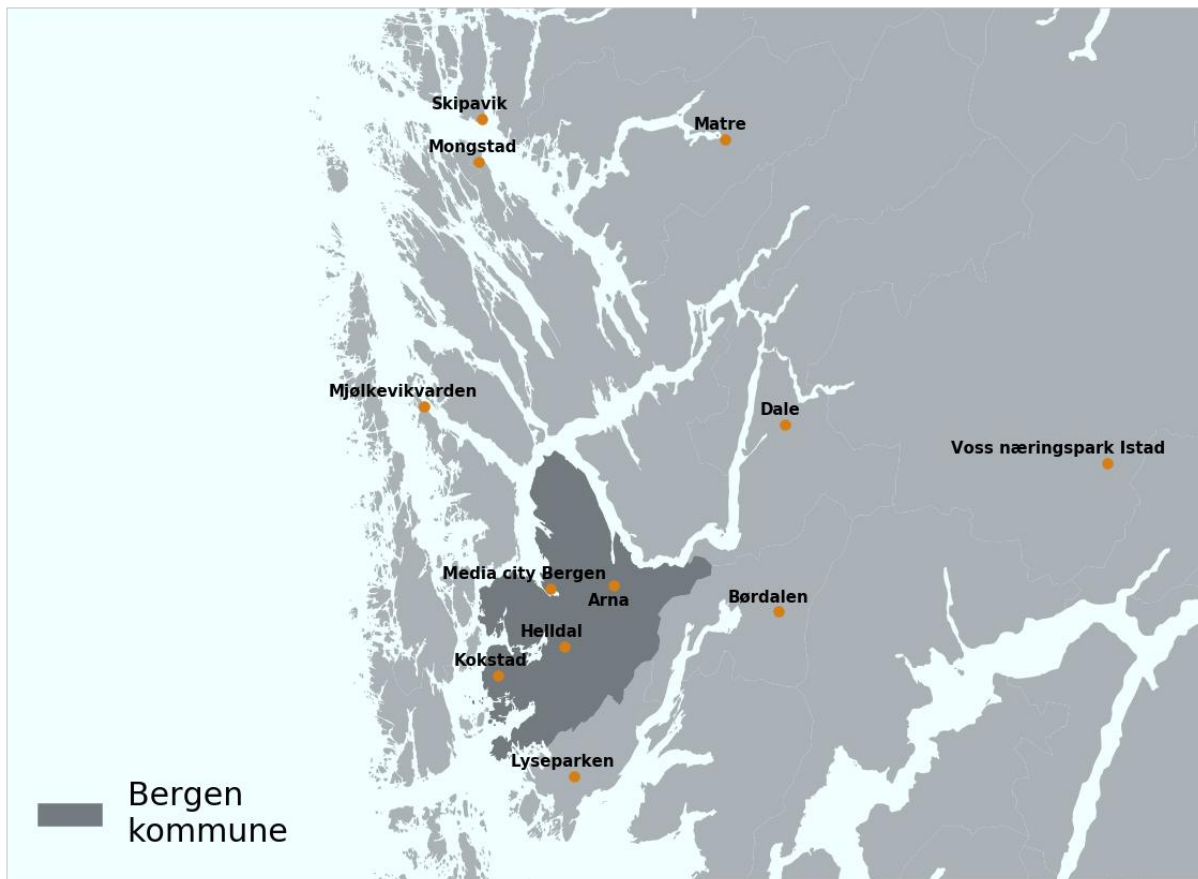 Skipavik
Matre
Mongstad
Mjølkevikvarden
Dale
Voss næringspark Istad
Media city Bergen
Arna
Børdalen
Helldal
Kokstad
Lyseparken
Bergen
kommune